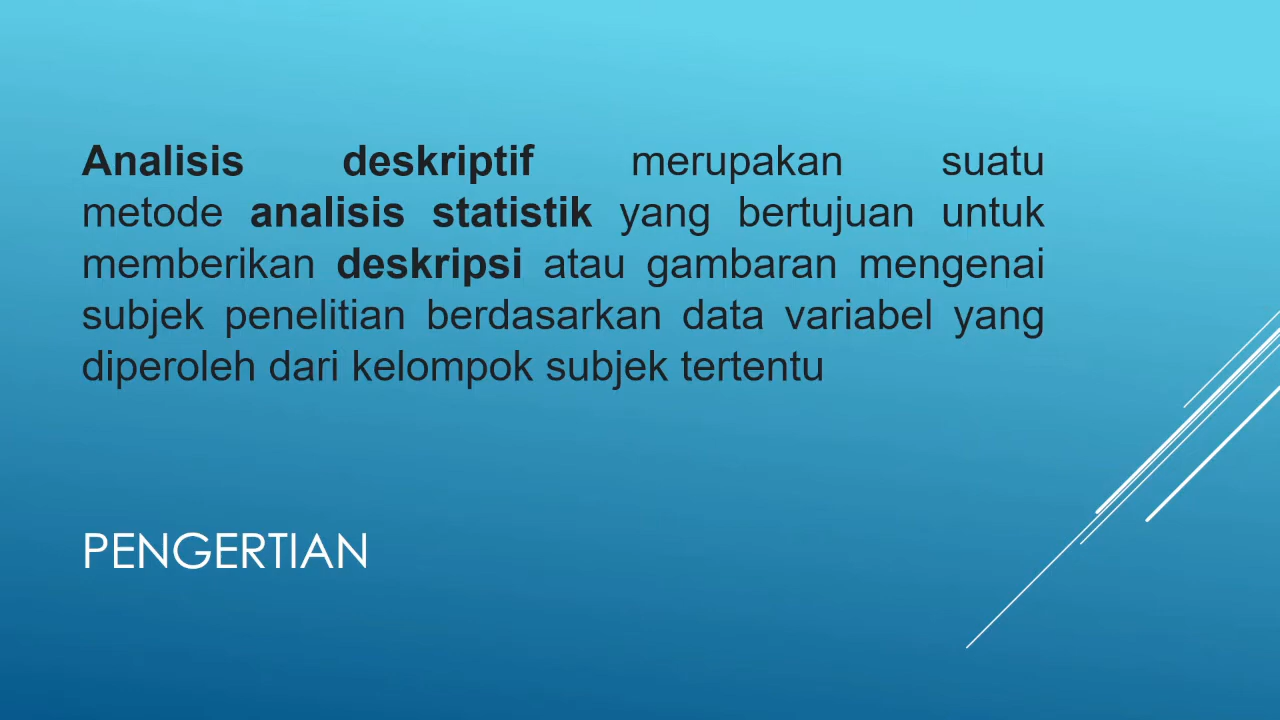 Analisis deskriptif merupakan suatu
metode analisis statistik yang bertujuan untuk
memberikan deskripsi atau gambaran mengenai
subjek penelitian berdasarkan data variabel yang
diperoleh dari kelompok subjek tertentu
PENGERTIAN